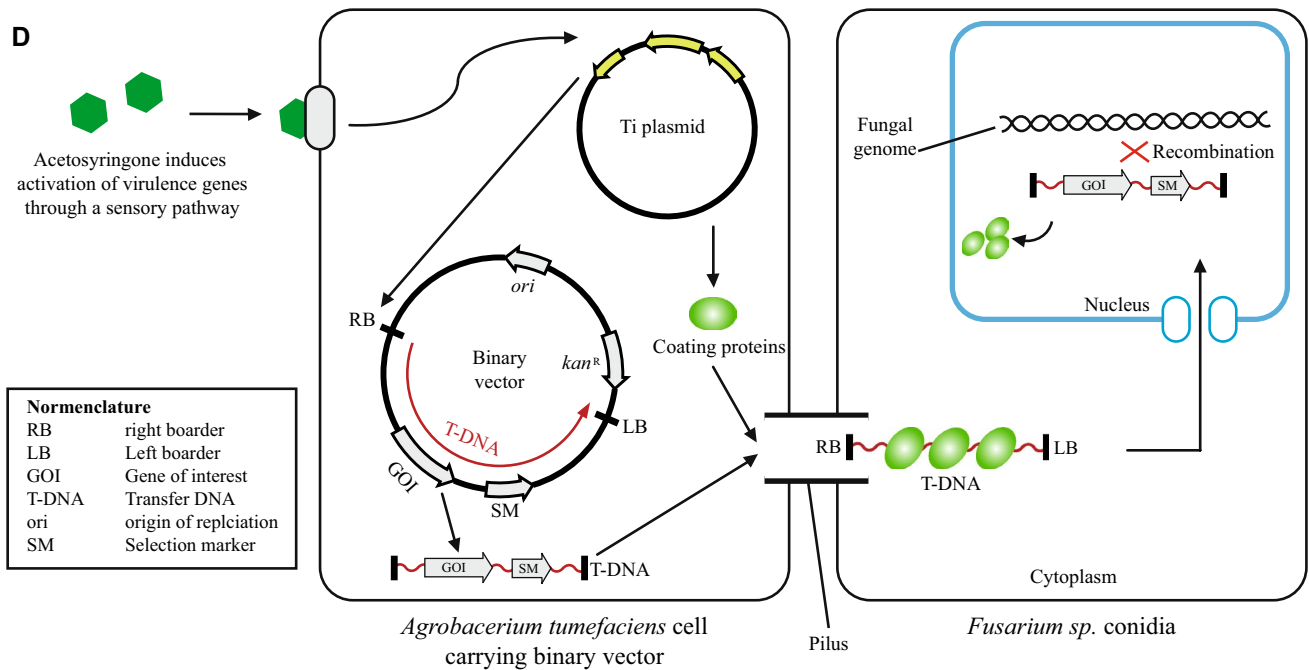 D
Acetosyringone induces
activation of virulence genes
through a sensory pathway
Ti plasmid
Coating proteins
ori
RB
Binary
vector
kanᴿ
LB
T-DNA
GOI
SM
GOI SM T-DNA
Normenclature
RB right boarder
LB Left boarder
GOI Gene of interest
T-DNA Transfer DNA
ori origin of replciation
SM Selection marker
Agrobacerium tumefaciens cell
carrying binary vector
Pilus
Fungal
genome
Recombination
GOI SM
Nucleus
RB LB
T-DNA
Cytoplasm
Fusarium sp. conidia